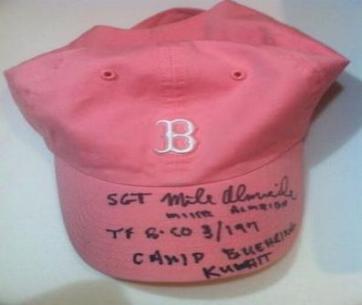 B
SGT Mike Almeida
TF B-CO 3/197
CAMP BUEHRING
KUWAIT